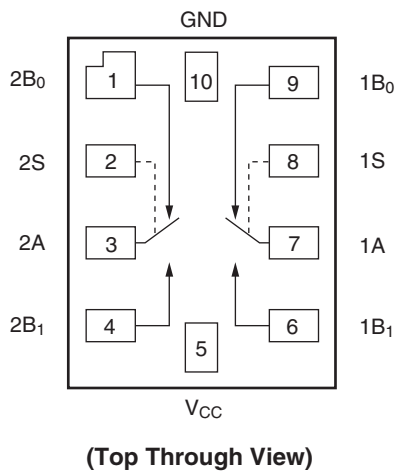 GND
2B₀ 1 10 9 1B₀
2S 2 8 1S
2A 3 7 1A
2B₁ 4 6 1B₁
5
V_CC
(Top Through View)